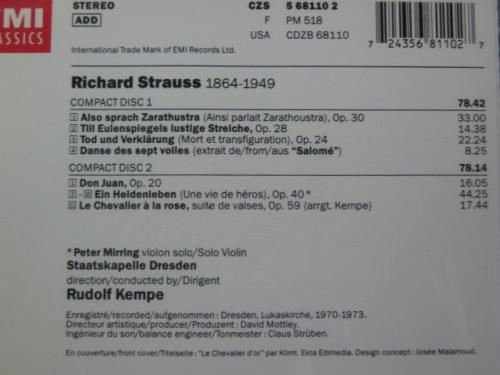 EMI
CLASSICS
STEREO
ADD
International Trade Mark of EMI Records Ltd.
CZS 5 68110 2
F PM 518
USA CDZB 68110
7 24356 81102 7
Richard Strauss 1864-1949
COMPACT DISC 1 78.42
1 Also sprach Zarathustra (Ainsi parlait Zarathoustra), Op. 30 33.00
2 Till Eulenspiegels lustige Streiche, Op. 28 14.38
3 Tod und Verklärung (Mort et transfiguration), Op. 24 22.24
4 Danse des sept voiles (extrait de/from/aus "Salomé") 8.25
COMPACT DISC 2 78.14
1 Don Juan, Op. 20 16.05
2 - Ein Heldenleben (Une vie de héros), Op. 40* 44.25
Le Chevalier à la rose, suite de valses, Op. 59 (arrgt. Kempe) 17.44
* Peter Mirring violon solo/Solo Violin
Staatskapelle Dresden
direction/conducted by/Dirigent
Rudolf Kempe
Enregistré/recorded/aufgenommen : Dresden, Lukaskirche, 1970-1973.
Directeur artistique/producer/Produzent : David Mottley.
Ingénieur du son/balance engineer/Tonmeister : Claus Strüben.
En couverture/front cover/Titelseite : "Le Chevalier d'or" par Klimt. Ekta Edimedia. Design concept : Josée Malamoud.